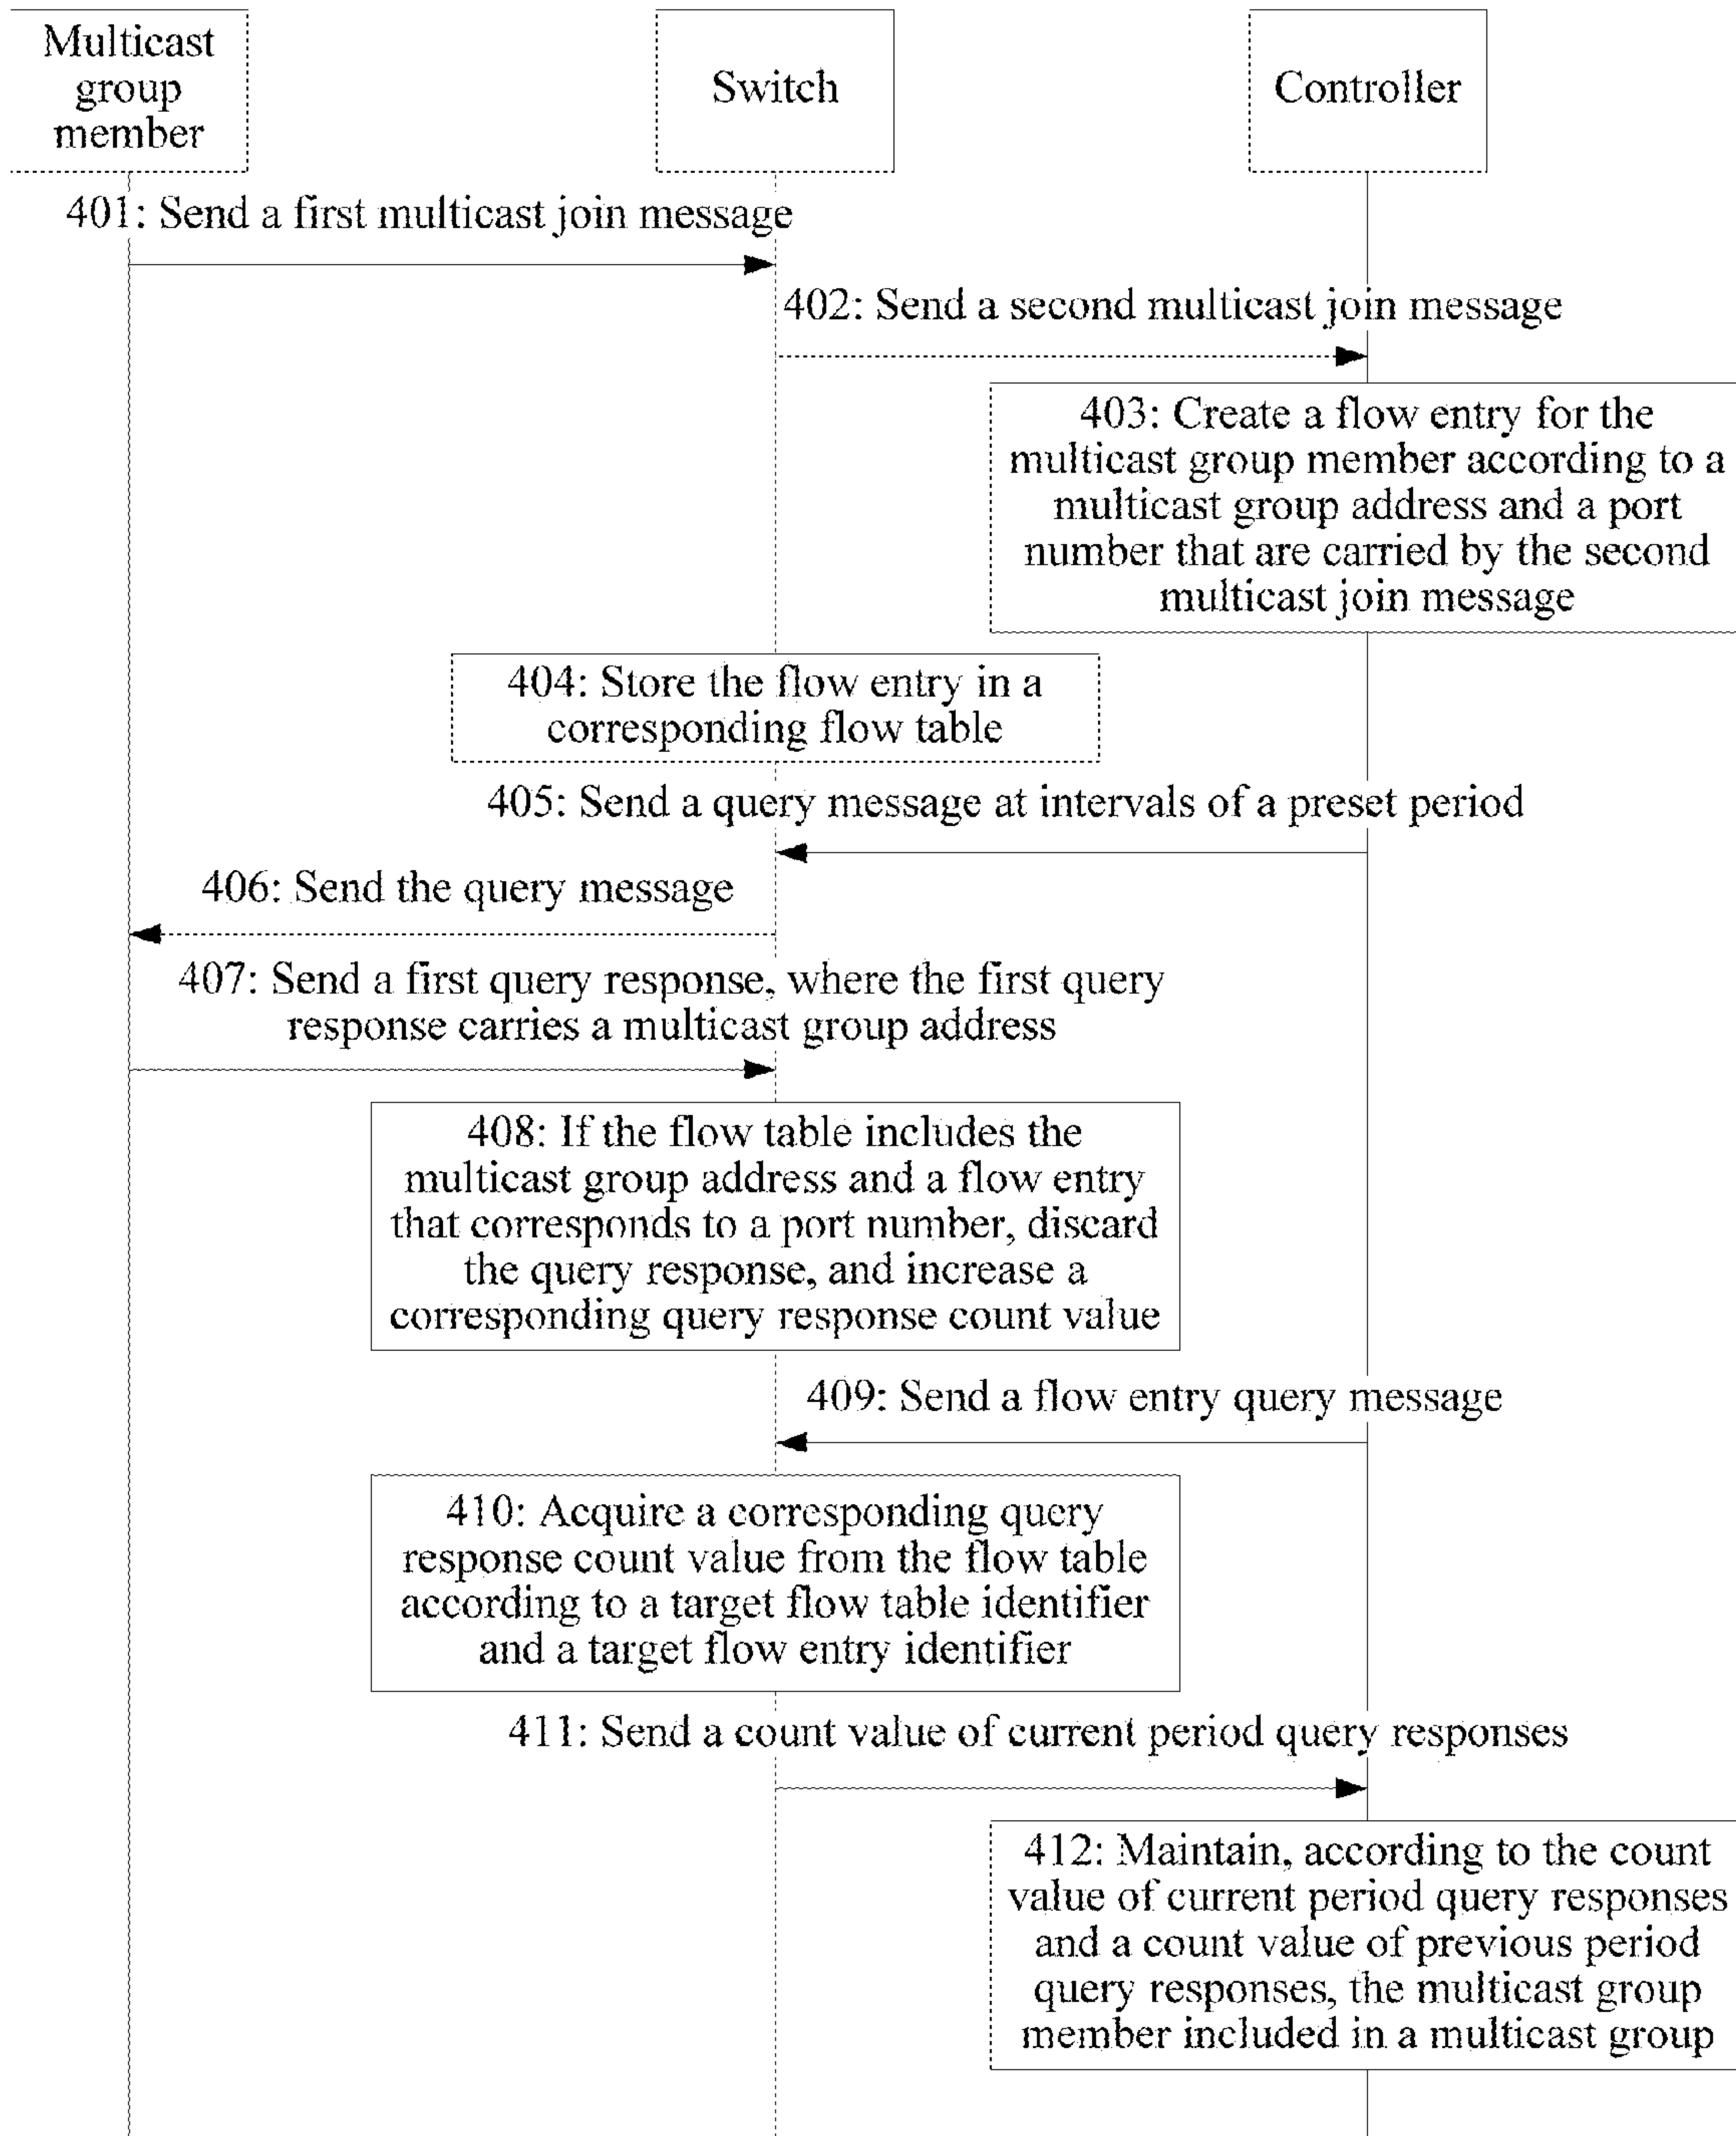 Multicast
group
member
Switch
Controller
401: Send a first multicast join message
402: Send a second multicast join message
403: Create a flow entry for the
multicast group member according to a
multicast group address and a port
number that are carried by the second
multicast join message
404: Store the flow entry in a
corresponding flow table
405: Send a query message at intervals of a preset period
406: Send the query message
407: Send a first query response, where the first query
response carries a multicast group address
408: If the flow table includes the
multicast group address and a flow entry
that corresponds to a port number, discard
the query response, and increase a
corresponding query response count value
409: Send a flow entry query message
410: Acquire a corresponding query
response count value from the flow table
according to a target flow table identifier
and a target flow entry identifier
411: Send a count value of current period query responses
412: Maintain, according to the count
value of current period query responses
and a count value of previous period
query responses, the multicast group
member included in a multicast group